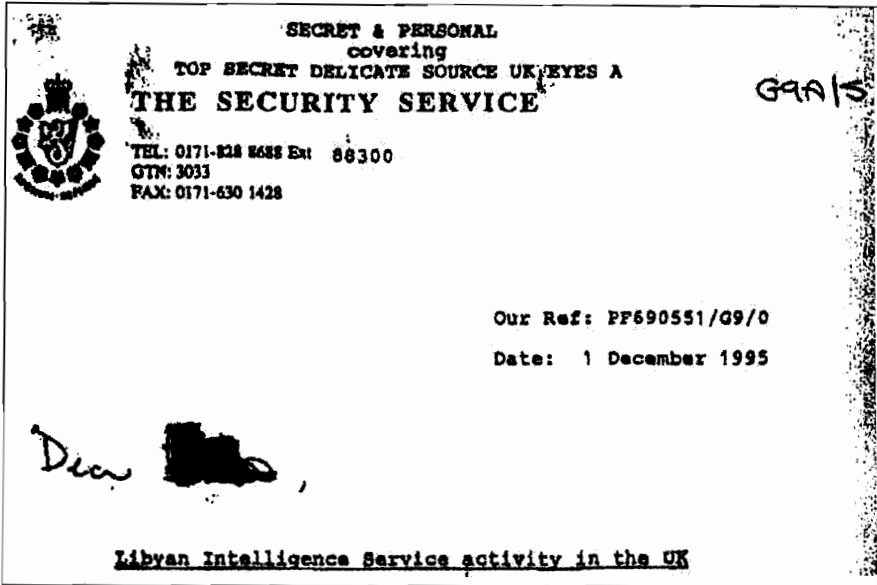 SECRET & PERSONAL
covering
TOP SECRET DELICATE SOURCE UK EYES A
THE SECURITY SERVICE
G9A/5
TEL: 0171-828 8688 Ext 88300
GTN: 3033
FAX: 0171-630 1428
Our Ref: PF690551/G9/0
Date: 1 December 1995
Dear
Libyan Intelligence Service activity in the UK